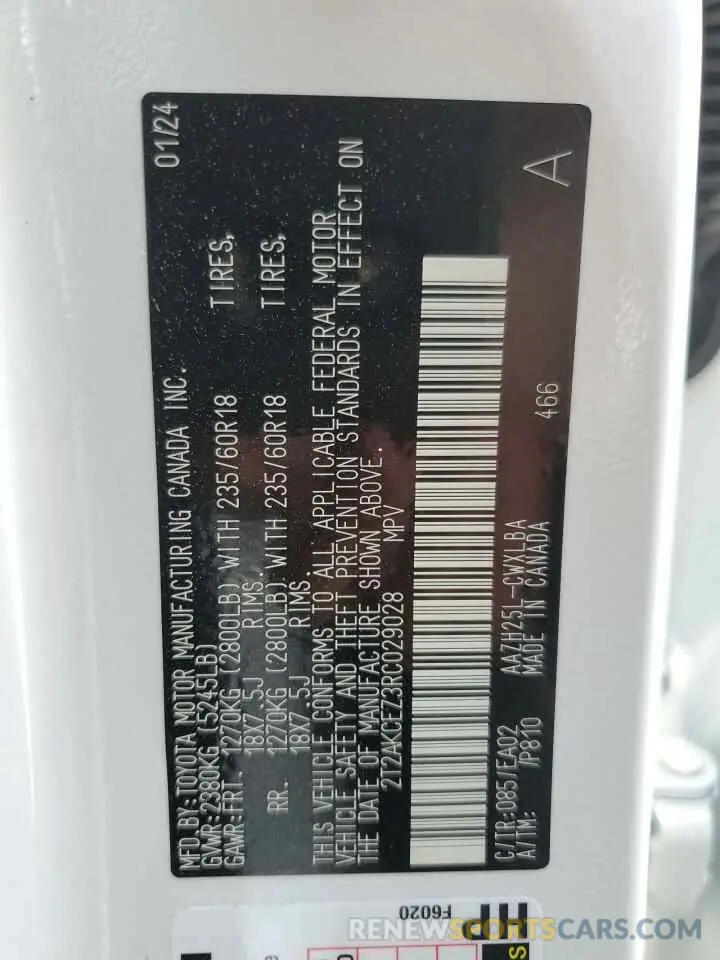 MFD.BY:TOYOTA MOTOR MANUFACTURING CANADA INC. 01/24
GVWR:2380KG (5245LB)
GAWR:FRT. 1270KG (2800LB) WITH 235/60R18 TIRES,
18X7.5J RIMS.
RR. 1270KG (2800LB) WITH 235/60R18 TIRES,
18X7.5J RIMS.
THIS VEHICLE CONFORMS TO ALL APPLICABLE FEDERAL MOTOR
VEHICLE SAFETY AND THEFT PREVENTION STANDARDS IN EFFECT ON
THE DATE OF MANUFACTURE SHOWN ABOVE.
2T2AKCEZ3RC029028 MPV
C/TR:085/EA02 AAZH25L-CWXLBA 466 A
A/TM: /P810 MADE IN CANADA
F6020
RENEWSPORTSCARS.COM